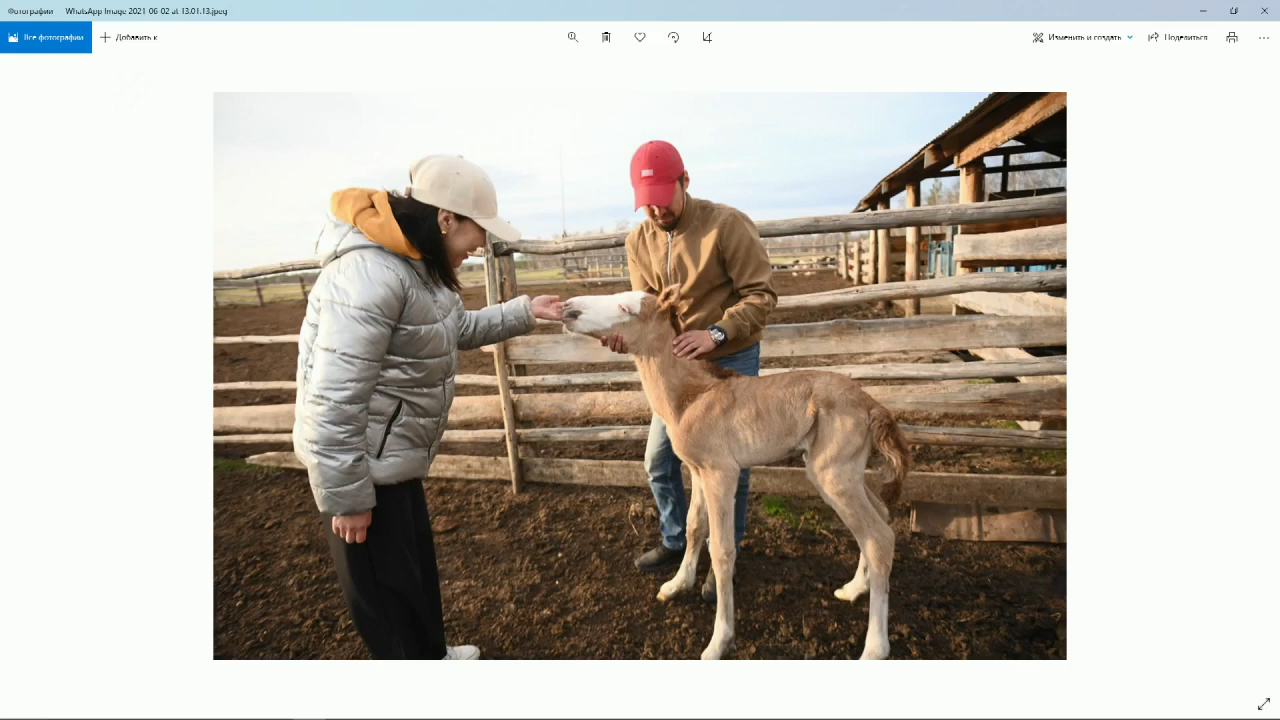 Фотографии WhatsApp Image 2021-06-02 at 13.01.13.jpeg
Все фотографии
Добавить к
Изменить и создать
Поделиться